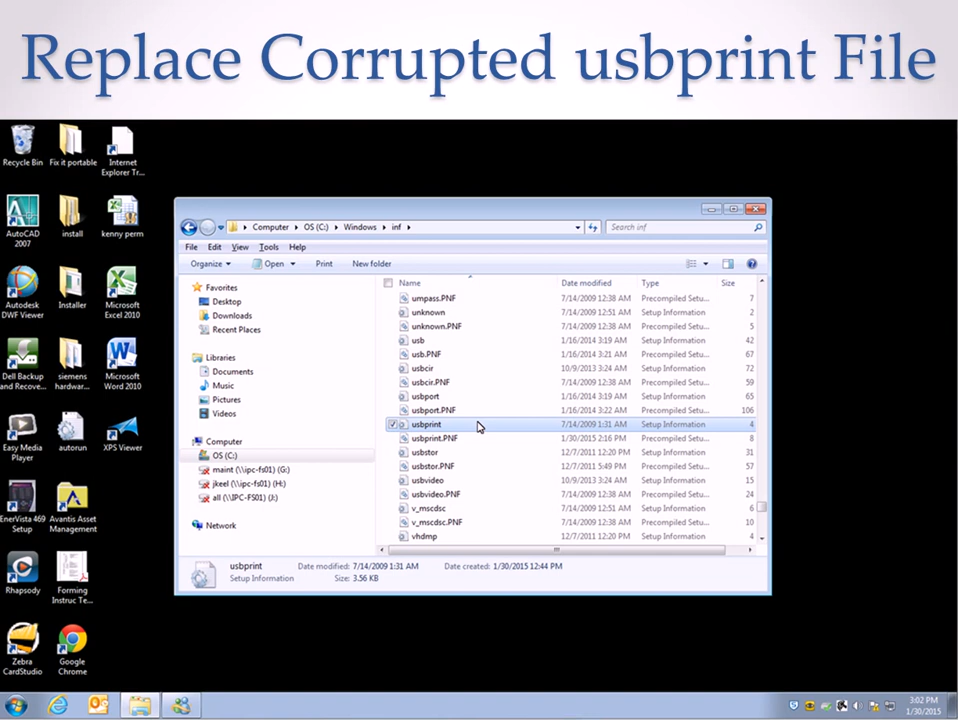 Replace Corrupted usbprint File
Recycle Bin
Fix it portable
Internet
Explorer Tr...
AutoCAD
2007
install
kenny perm
Autodesk
DWF Viewer
Installer
Microsoft
Excel 2010
Dell Backup
and Recove...
siemens
hardwar...
Microsoft
Word 2010
Easy Media
Player
autorun
XPS Viewer
EnerVista 469
Setup
Avantis Asset
Management
Rhapsody
Forming
Instruc Te...
Zebra
CardStudio
Google
Chrome
Computer OS (C:) Windows inf
Search inf
File Edit View Tools Help
Organize Open Print New folder
Favorites
Desktop
Downloads
Recent Places
Libraries
Documents
Music
Pictures
Videos
Computer
OS (C:)
maint (\\ipc-fs01) (G:)
jkeel (\\ipc-fs01) (H:)
all (\\IPC-FS01) (J:)
Network
Name Date modified Type Size
umpass.PNF 7/14/2009 12:38 AM Precompiled Setu... 7
unknown 7/14/2009 12:51 AM Setup Information 2
unknown.PNF 7/14/2009 12:38 AM Precompiled Setu... 5
usb 1/16/2014 3:19 AM Setup Information 42
usb.PNF 1/16/2014 3:21 AM Precompiled Setu... 67
usbcir 10/9/2013 3:24 AM Setup Information 72
usbcir.PNF 7/14/2009 12:38 AM Precompiled Setu... 59
usbport 1/16/2014 3:19 AM Setup Information 65
usbport.PNF 1/16/2014 3:22 AM Precompiled Setu... 106
usbprint 7/14/2009 1:31 AM Setup Information 4
usbprint.PNF 1/30/2015 2:16 PM Precompiled Setu... 8
usbstor 12/7/2011 12:20 PM Setup Information 31
usbstor.PNF 12/7/2011 5:49 PM Precompiled Setu... 57
usbvideo 10/9/2013 3:24 AM Setup Information 15
usbvideo.PNF 7/14/2009 12:38 AM Precompiled Setu... 24
v_mscdsc 7/14/2009 12:51 AM Setup Information 6
v_mscdsc.PNF 7/14/2009 12:38 AM Precompiled Setu... 10
vhdmp 12/7/2011 12:20 PM Setup Information 4
usbprint Date modified: 7/14/2009 1:31 AM Date created: 1/30/2015 12:44 PM
Setup Information Size: 3.56 KB
3:02 PM
1/30/2015